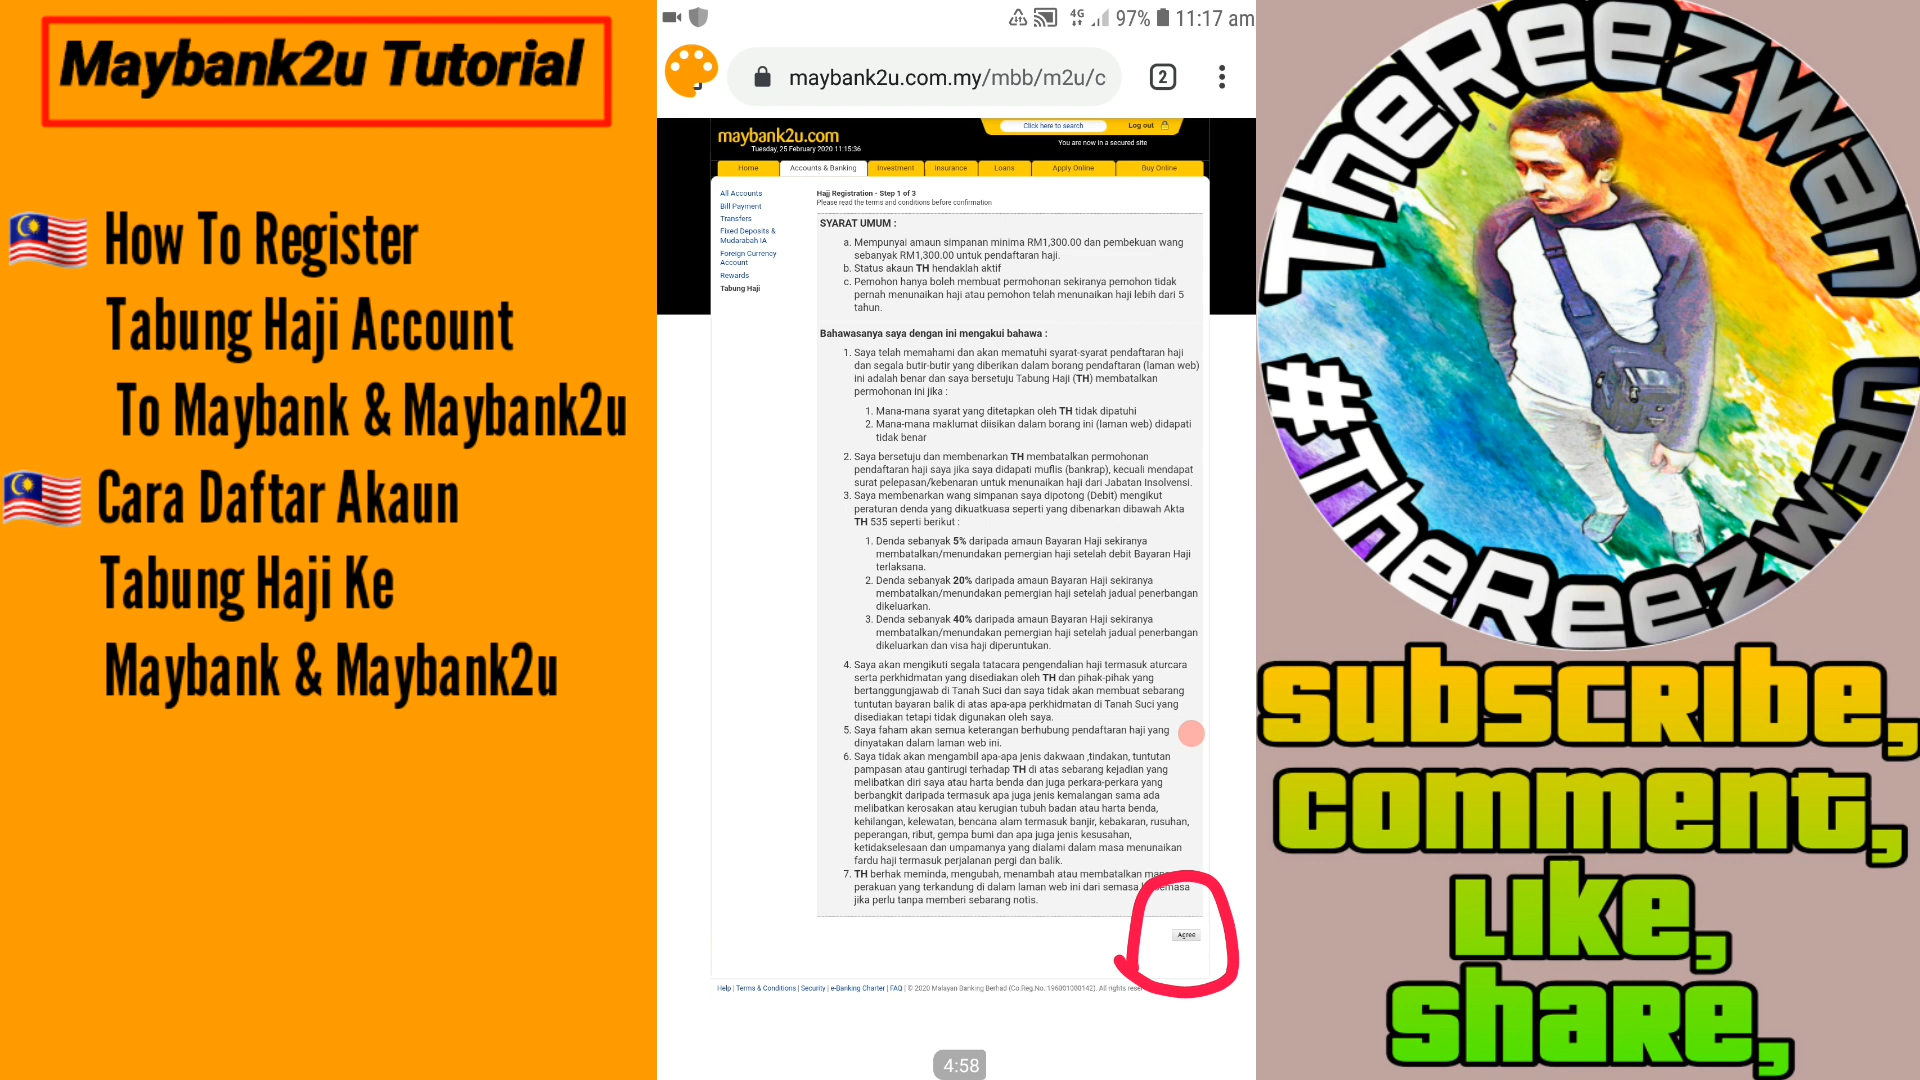 Maybank2u Tutorial
How To Register
Tabung Haji Account
To Maybank & Maybank2u
Cara Daftar Akaun
Tabung Haji Ke
Maybank & Maybank2u
4G 97% 11:17 am
maybank2u.com.my/mbb/m2u/c
2
maybank2u.com
Tuesday, 25 February 2020 11:15:36
Click here to search
Log out
You are now in a secured site
Home Accounts & Banking Investment Insurance Loans Apply Online Buy Online
All Accounts
Bill Payment
Transfers
Fixed Deposits &
Mudarabah IA
Foreign Currency
Account
Rewards
Tabung Haji
Hajj Registration - Step 1 of 3
Please read the terms and conditions before confirmation
SYARAT UMUM :
a. Mempunyai amaun simpanan minima RM1,300.00 dan pembekuan wang
sebanyak RM1,300.00 untuk pendaftaran haji.
b. Status akaun TH hendaklah aktif
c. Pemohon hanya boleh membuat permohonan sekiranya pemohon tidak
pernah menunaikan haji atau pemohon telah menunaikan haji lebih dari 5
tahun.
Bahawasanya saya dengan ini mengakui bahawa :
1. Saya telah memahami dan akan mematuhi syarat-syarat pendaftaran haji
dan segala butir-butir yang diberikan dalam borang pendaftaran (laman web)
ini adalah benar dan saya bersetuju Tabung Haji (TH) membatalkan
permohonan ini jika :
1. Mana-mana syarat yang ditetapkan oleh TH tidak dipatuhi
2. Mana-mana maklumat diisikan dalam borang ini (laman web) didapati
tidak benar
2. Saya bersetuju dan membenarkan TH membatalkan permohonan
pendaftaran haji saya jika saya didapati muflis (bankrap), kecuali mendapat
surat pelepasan/kebenaran untuk menunaikan haji dari Jabatan Insolvensi.
3. Saya membenarkan wang simpanan saya dipotong (Debit) mengikut
peraturan denda yang dikuatkuasa seperti yang dibenarkan dibawah Akta
TH 535 seperti berikut :
1. Denda sebanyak 5% daripada amaun Bayaran Haji sekiranya
membatalkan/menundakan pemergian haji setelah debit Bayaran Haji
terlaksana.
2. Denda sebanyak 20% daripada amaun Bayaran Haji sekiranya
membatalkan/menundakan pemergian haji setelah jadual penerbangan
dikeluarkan.
3. Denda sebanyak 40% daripada amaun Bayaran Haji sekiranya
membatalkan/menundakan pemergian haji setelah jadual penerbangan
dikeluarkan dan visa haji diperuntukan.
4. Saya akan mengikuti segala tatacara pengendalian haji termasuk aturcara
serta perkhidmatan yang disediakan oleh TH dan pihak-pihak yang
bertanggungjawab di Tanah Suci dan saya tidak akan membuat sebarang
tuntutan bayaran balik di atas apa-apa perkhidmatan di Tanah Suci yang
disediakan tetapi tidak digunakan oleh saya.
5. Saya faham akan semua keterangan berhubung pendaftaran haji yang
dinyatakan dalam laman web ini.
6. Saya tidak akan mengambil apa-apa jenis dakwaan ,tindakan, tuntutan
pampasan atau gantirugi terhadap TH di atas sebarang kejadian yang
melibatkan diri saya atau harta benda dan juga perkara-perkara yang
berbangkit daripada termasuk apa juga jenis kemalangan sama ada
melibatkan kerosakan atau kerugian tubuh badan atau harta benda,
kehilangan, kelewatan, bencana alam termasuk banjir, kebakaran, rusuhan,
peperangan, ribut, gempa bumi dan apa juga jenis kesusahan,
ketidakselesaan dan umpamanya yang dialami dalam masa menunaikan
fardu haji termasuk perjalanan pergi dan balik.
7. TH berhak meminda, mengubah, menambah atau membatalkan
perakuan yang terkandung di dalam laman web ini dari semasa
jika perlu tanpa memberi sebarang notis.
Agree
Help | Terms & Conditions | Security | e-Banking Charter | FAQ | © 2020 Malayan Banking Berhad (Co.Reg.No.:196001000142). All rights
4:58
TheReezwan
#TheReezwan
subscribe,
comment,
like,
share,